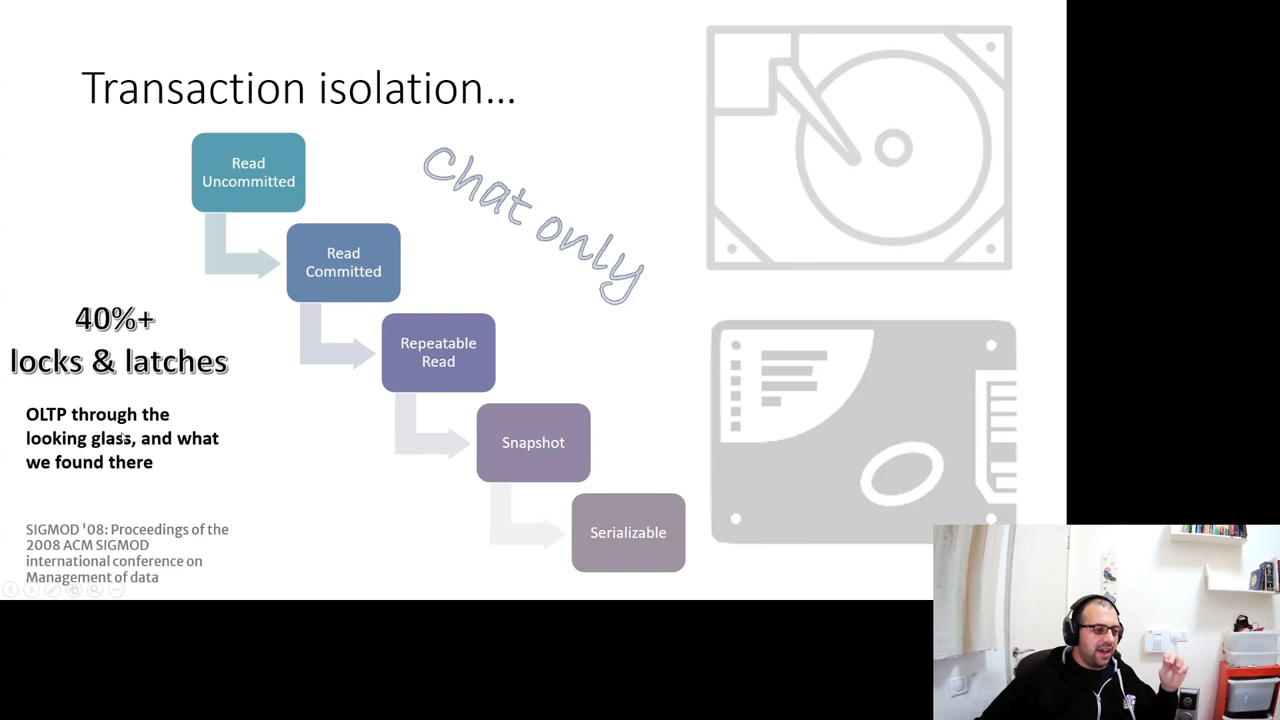 Transaction isolation...
Read
Uncommitted
Chat only
Read
Committed
40%+
locks & latches
Repeatable
Read
OLTP through the
looking glass, and what
we found there
Snapshot
Serializable
SIGMOD '08: Proceedings of the
2008 ACM SIGMOD
international conference on
Management of data